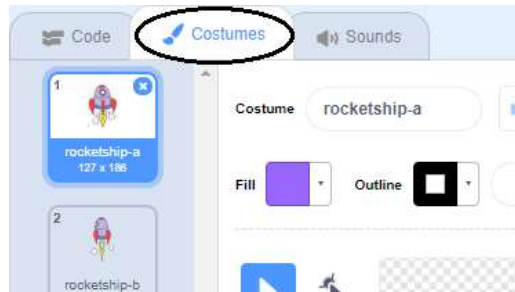 Code
Costumes
Sounds
1
rocketship-a
127 x 186
2
rocketship-b
Costume
rocketship-a
Fill
Outline